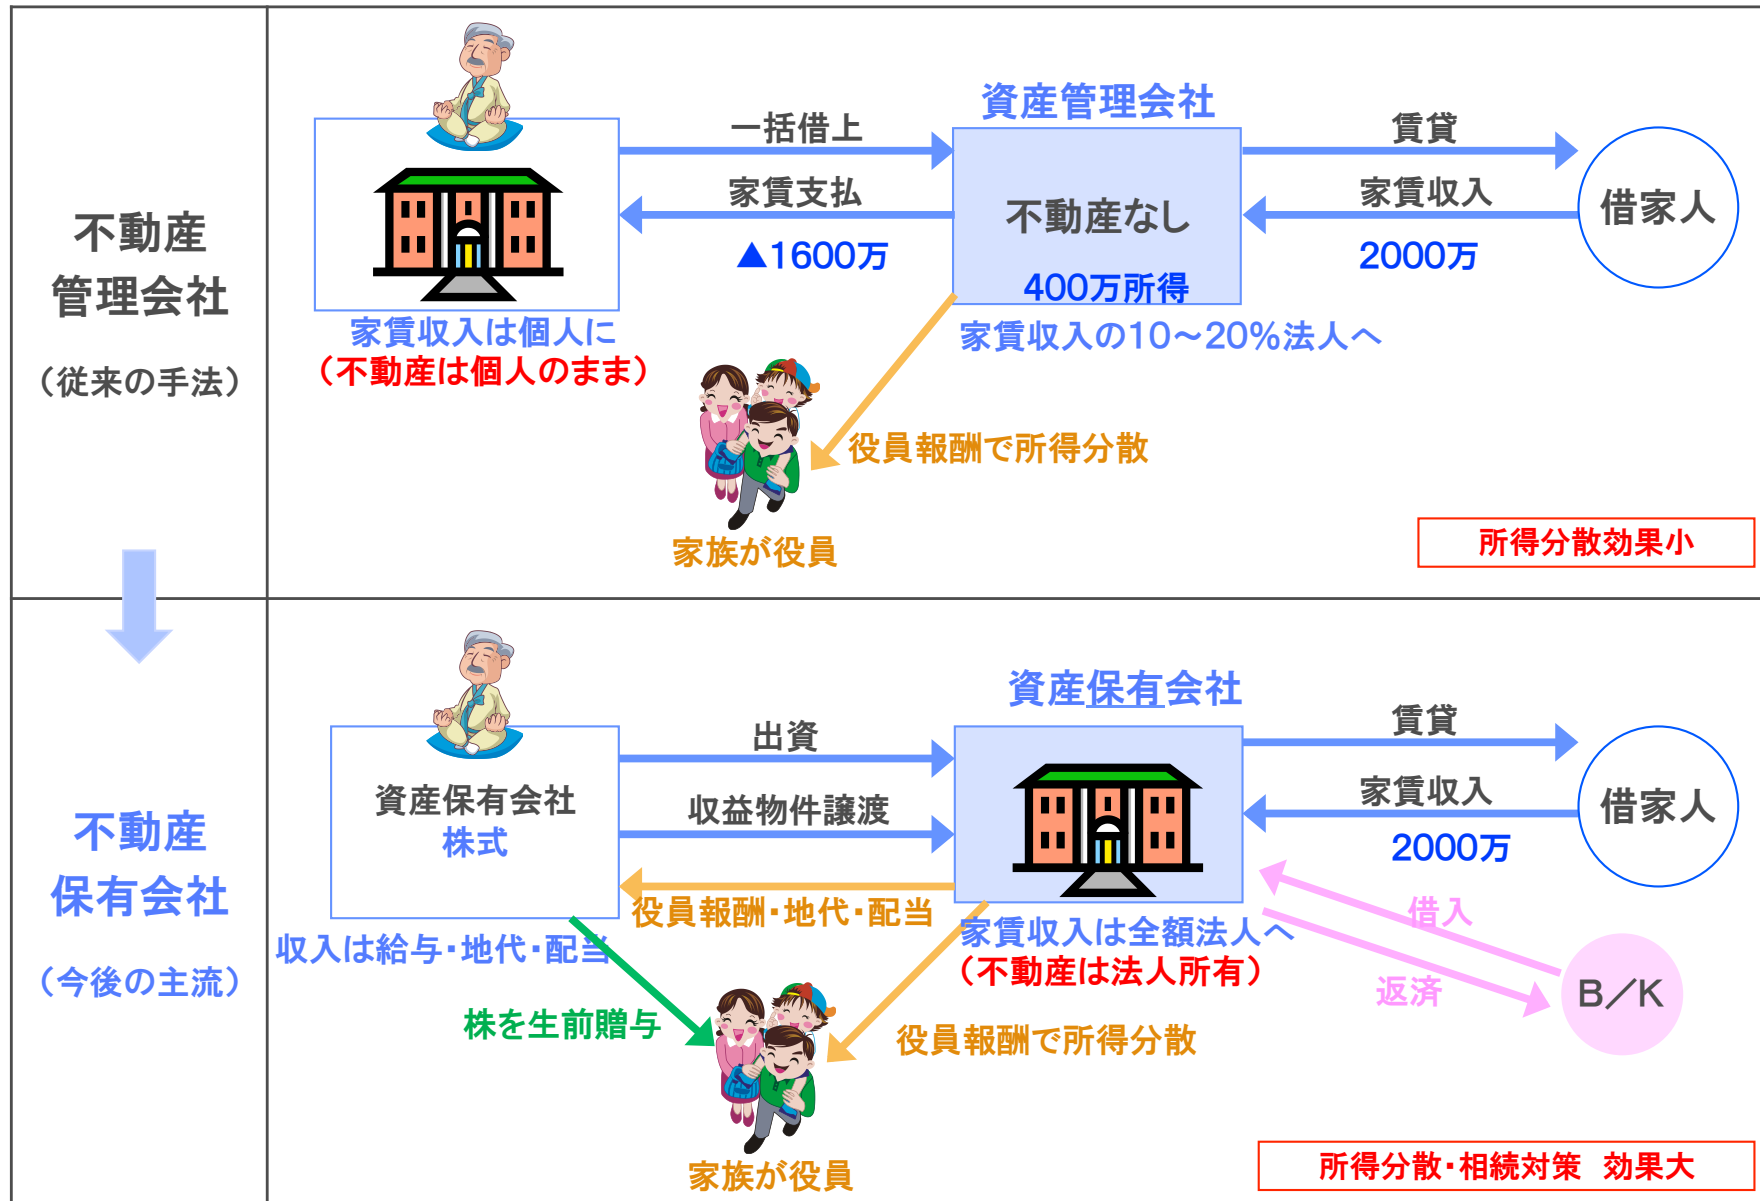 不動産
管理会社
（従来の手法）
一括借上
家賃支払
▲1600万
家賃収入は個人に
（不動産は個人のまま）
資産管理会社
不動産なし
400万所得
家賃収入の10～20%法人へ
賃貸
家賃収入
2000万
借家人
役員報酬で所得分散
家族が役員
所得分散効果小
不動産
保有会社
（今後の主流）
資産保有会社
株式
収入は給与・地代・配当
出資
収益物件譲渡
役員報酬・地代・配当
資産保有会社
家賃収入は全額法人へ
（不動産は法人所有）
賃貸
家賃収入
2000万
借家人
借入
返済
B／K
株を生前贈与
役員報酬で所得分散
家族が役員
所得分散・相続対策　効果大